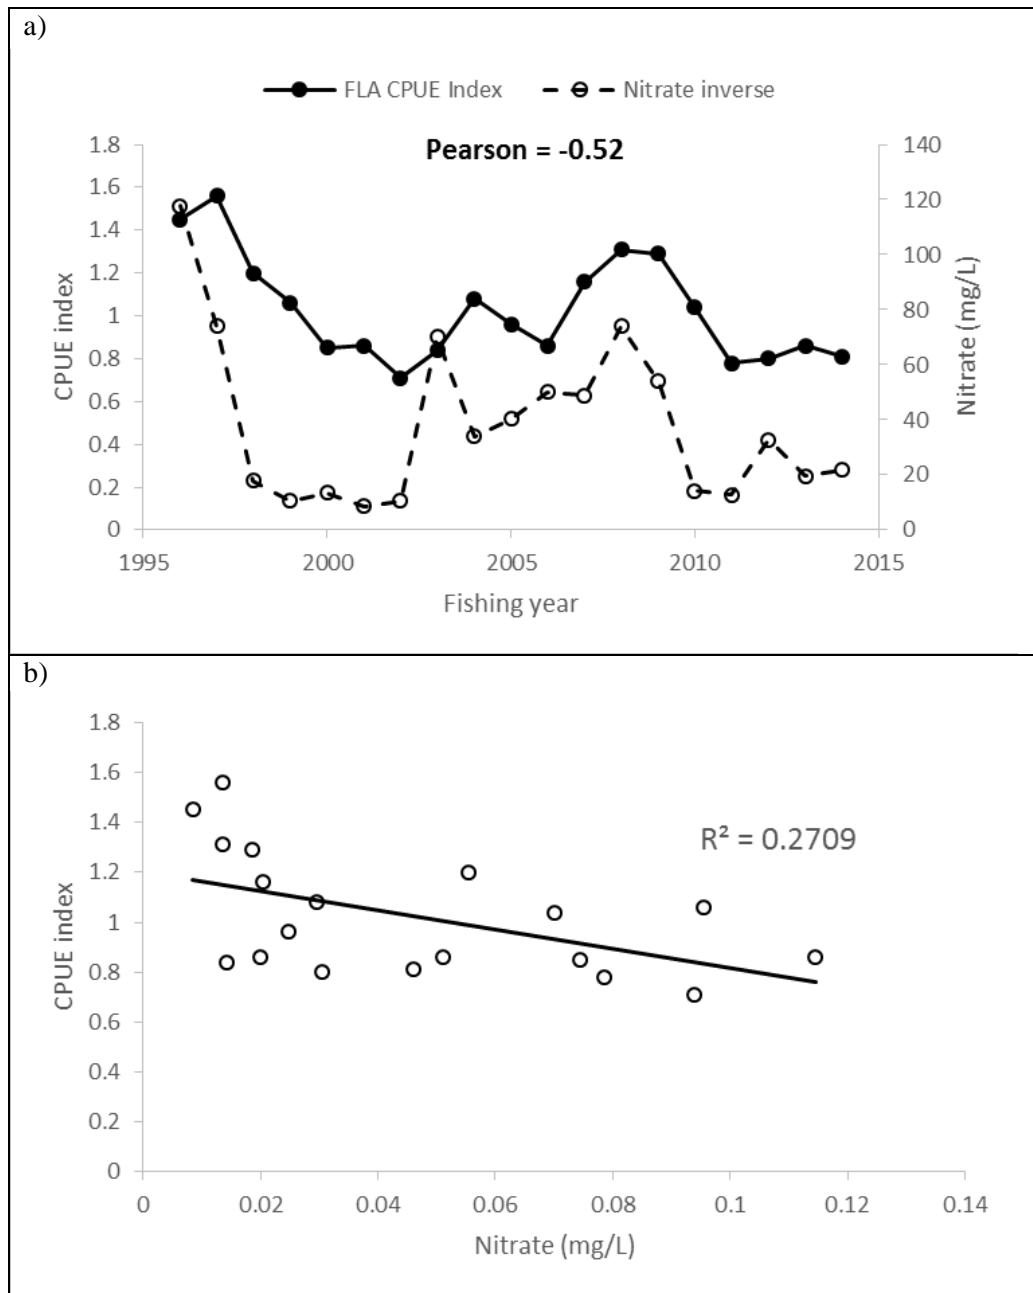 a)
FLA CPUE Index Nitrate inverse
Pearson = -0.52
1.8
1.6
1.4
1.2
1
0.8
0.6
0.4
0.2
0
CPUE index
140
120
100
80
60
40
20
0
Nitrate (mg/L)
1995 2000 2005 2010 2015
Fishing year
b)
1.8
1.6
1.4
1.2
1
0.8
0.6
0.4
0.2
0
CPUE index
R² = 0.2709
0 0.02 0.04 0.06 0.08 0.1 0.12 0.14
Nitrate (mg/L)